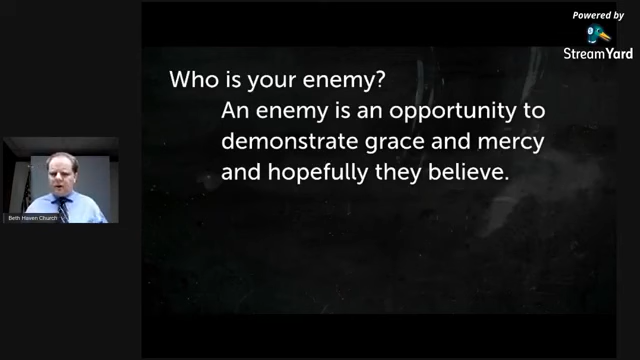 Powered by
StreamYard
Who is your enemy?
An enemy is an opportunity to
demonstrate grace and mercy
and hopefully they believe.
Beth Haven Church